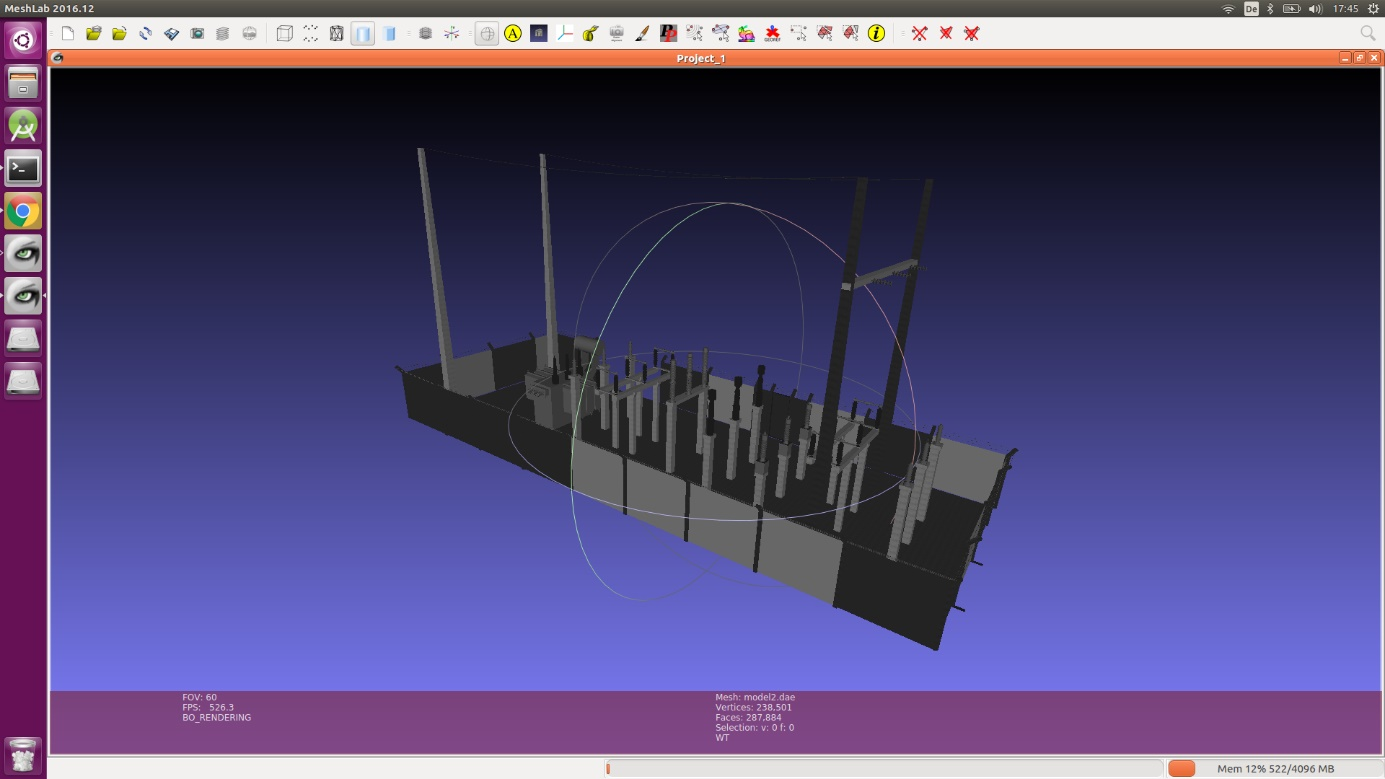 MeshLab 2016.12
De
17:45
A
i
Project_1
FOV: 60
FPS: 526.3
BO_RENDERING
Mesh: model2.dae
Vertices: 238,501
Faces: 287,884
Selection: v: 0 f: 0
WT
Mem 12% 522/4096 MB